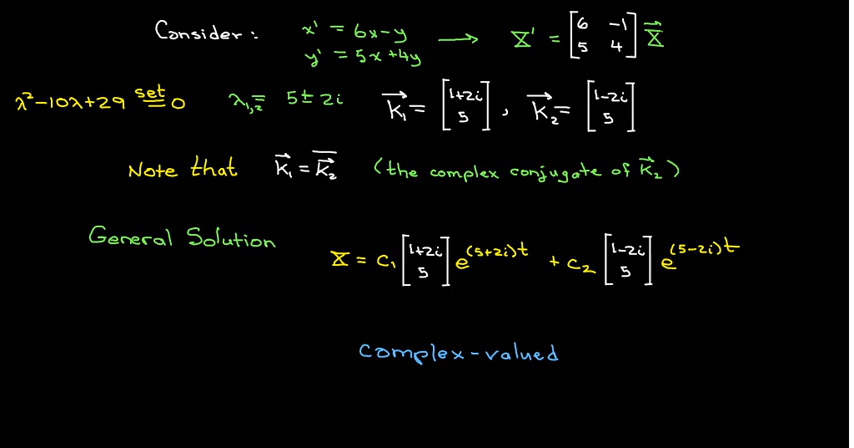 Consider: x' = 6x - y → X' = [6 -1; 5 4] X
y' = 5x + 4y
λ² - 10λ + 29 set = 0 λ₁,₂ = 5 ± 2i K₁ = [1+2i; 5], K₂ = [1-2i; 5]
Note that K₁ = K̅₂ (the complex conjugate of K₂)
General Solution X = c₁ [1+2i; 5] e^(5+2i)t + c₂ [1-2i; 5] e^(5-2i)t
complex-valued